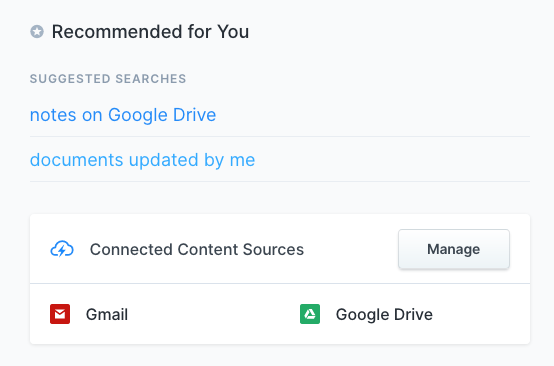 Recommended for You
SUGGESTED SEARCHES
notes on Google Drive
documents updated by me
Connected Content Sources
Manage
Gmail
Google Drive